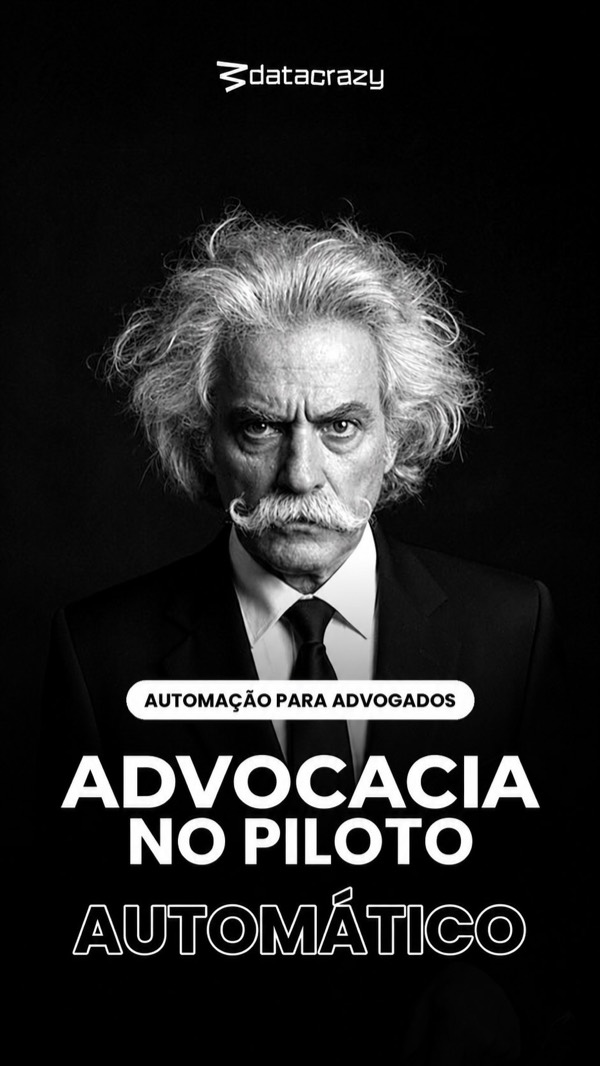 datacrazy
AUTOMAÇÃO PARA ADVOGADOS
ADVOCACIA
NO PILOTO
AUTOMÁTICO